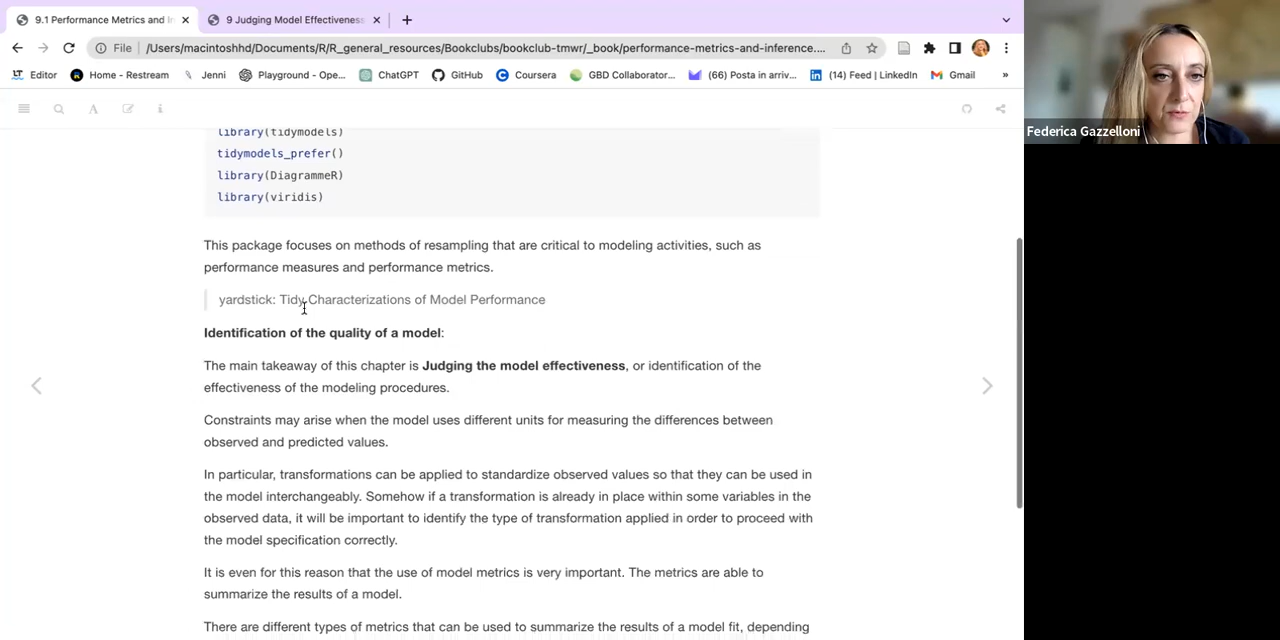 9.1 Performance Metrics and In
9 Judging Model Effectiveness
File
/Users/macintoshhd/Documents/R/R_general_resources/Bookclubs/bookclub-tmwr/_book/performance-metrics-and-inference....
Editor
Home - Restream
Jenni
Playground - Ope...
ChatGPT
GitHub
Coursera
GBD Collaborator...
(66) Posta in arriv...
(14) Feed | LinkedIn
Gmail
»
Federica Gazzelloni
library(tidymodels)
tidymodels_prefer()
library(DiagrammeR)
library(viridis)
This package focuses on methods of resampling that are critical to modeling activities, such as
performance measures and performance metrics.
yardstick: Tidy Characterizations of Model Performance
Identification of the quality of a model:
The main takeaway of this chapter is Judging the model effectiveness, or identification of the
effectiveness of the modeling procedures.
Constraints may arise when the model uses different units for measuring the differences between
observed and predicted values.
In particular, transformations can be applied to standardize observed values so that they can be used in
the model interchangeably. Somehow if a transformation is already in place within some variables in the
observed data, it will be important to identify the type of transformation applied in order to proceed with
the model specification correctly.
It is even for this reason that the use of model metrics is very important. The metrics are able to
summarize the results of a model.
There are different types of metrics that can be used to summarize the results of a model fit, depending